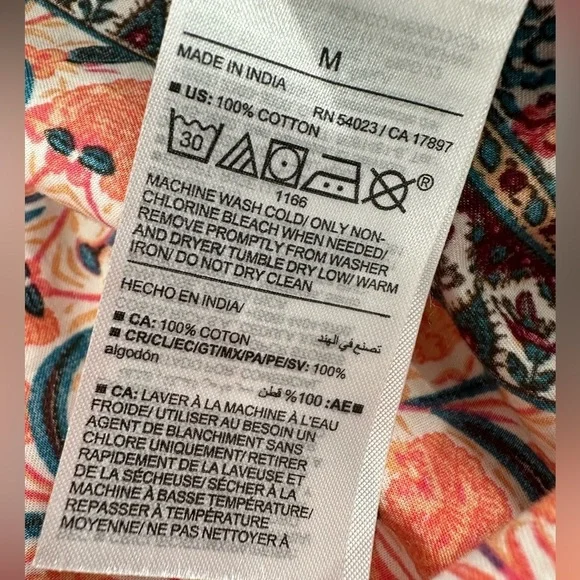 M
MADE IN INDIA
RN 54023 / CA 17897
■ US: 100% COTTON
30
®
1166
MACHINE WASH COLD/ ONLY NON-
CHLORINE BLEACH WHEN NEEDED/
REMOVE PROMPTLY FROM WASHER
AND DRYER/ TUMBLE DRY LOW/ WARM
IRON/ DO NOT DRY CLEAN
HECHO EN INDIA/
تصنع في الهند
■ CA: 100% COTON
■ CR/CL/EC/GT/MX/PA/PE/SV: 100%
algodón
■ AE: 100% قطن
■ CA: LAVER À LA MACHINE À L'EAU
FROIDE/ UTILISER AU BESOIN UN
AGENT DE BLANCHIMENT SANS
CHLORE UNIQUEMENT/ RETIRER
RAPIDEMENT DE LA LAVEUSE ET
DE LA SÉCHEUSE/ SÉCHER À LA
MACHINE À BASSE TEMPÉRATURE/
REPASSER À TEMPÉRATURE
MOYENNE/ NE PAS NETTOYER